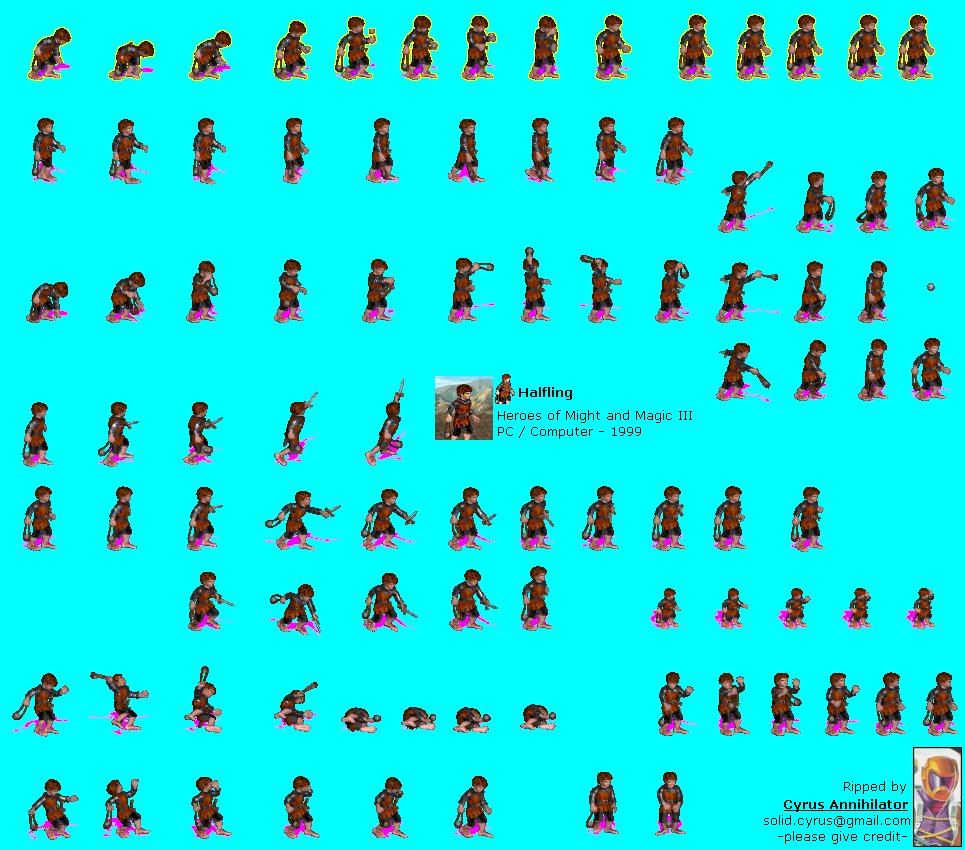 Halfling
Heroes of Might and Magic III
PC / Computer - 1999
Ripped by
Cyrus Annihilator
solid.cyrus@gmail.com
-please give credit-